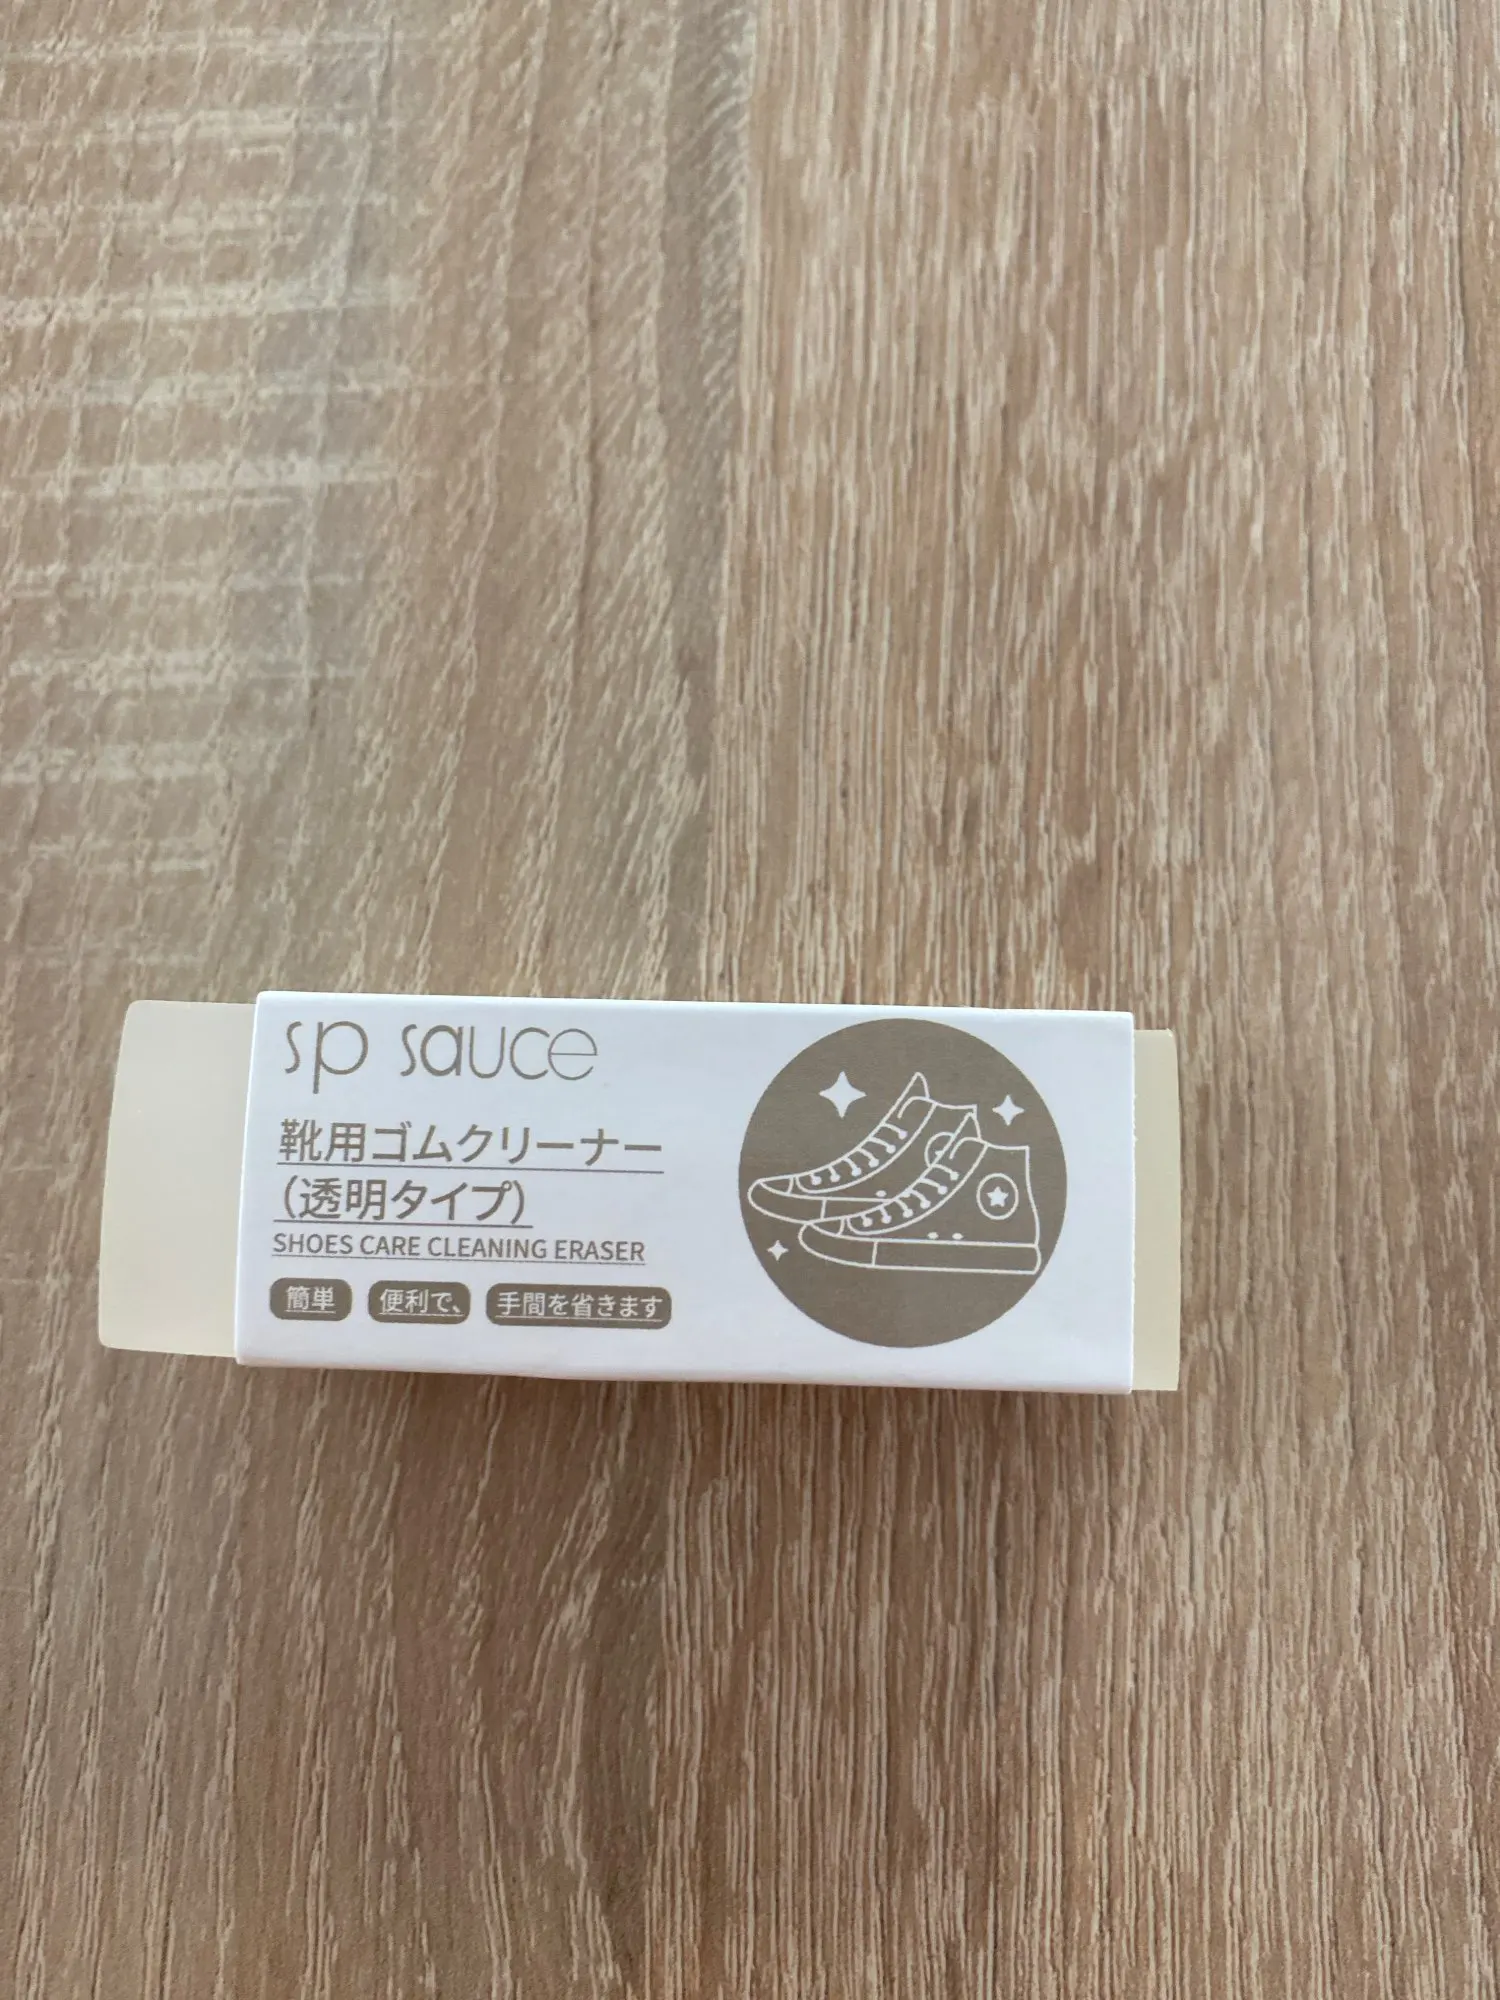 sp sauce
靴用ゴムクリーナー
（透明タイプ）
SHOES CARE CLEANING ERASER
簡単 便利で、 手間を省きます